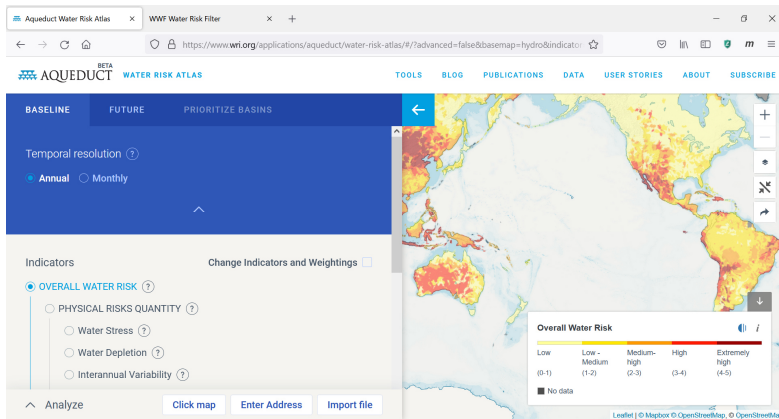 Aqueduct Water Risk Atlas
WWF Water Risk Filter
https://www.wri.org/applications/aqueduct/water-risk-atlas/#/?advanced=false&basemap=hydro&indicator
AQUEDUCT BETA WATER RISK ATLAS
TOOLS BLOG PUBLICATIONS DATA USER STORIES ABOUT SUBSCRIBE
BASELINE FUTURE PRIORITIZE BASINS
Temporal resolution ?
Annual Monthly
Indicators Change Indicators and Weightings
OVERALL WATER RISK ?
PHYSICAL RISKS QUANTITY ?
Water Stress ?
Water Depletion ?
Interannual Variability ?
Analyze Click map Enter Address Import file
Overall Water Risk i
Low Low - Medium Medium-high High Extremely high
(0-1) (1-2) (2-3) (3-4) (4-5)
No data
Leaflet | © Mapbox © OpenStreetMap, © OpenStreetMa